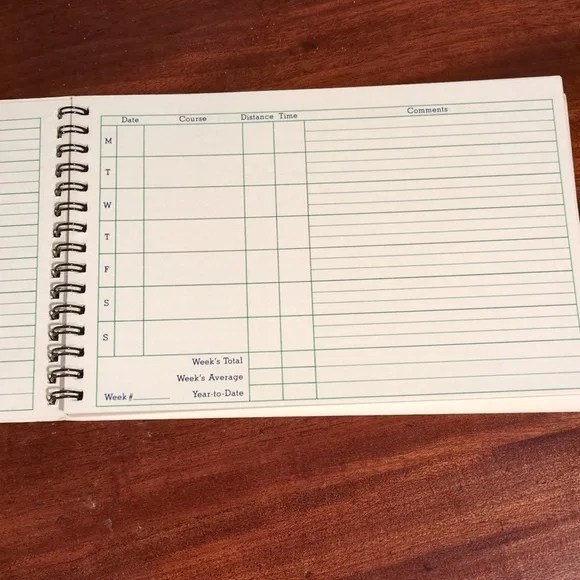 Date Course Distance Time Comments
M
T
W
T
F
S
S
Week's Total
Week's Average
Week # Year-to-Date